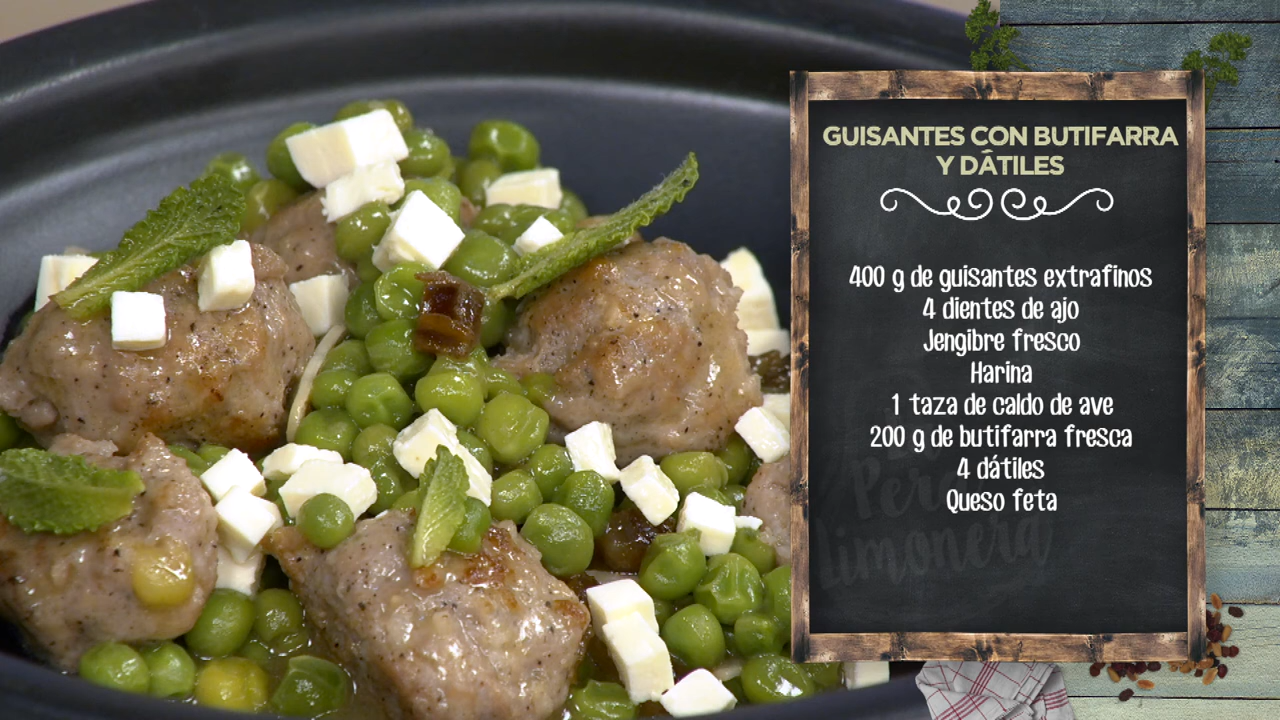 GUISANTES CON BUTIFARRA
Y DÁTILES
400 g de guisantes extrafinos
4 dientes de ajo
Jengibre fresco
Harina
1 taza de caldo de ave
200 g de butifarra fresca
4 dátiles
Queso feta
limonera